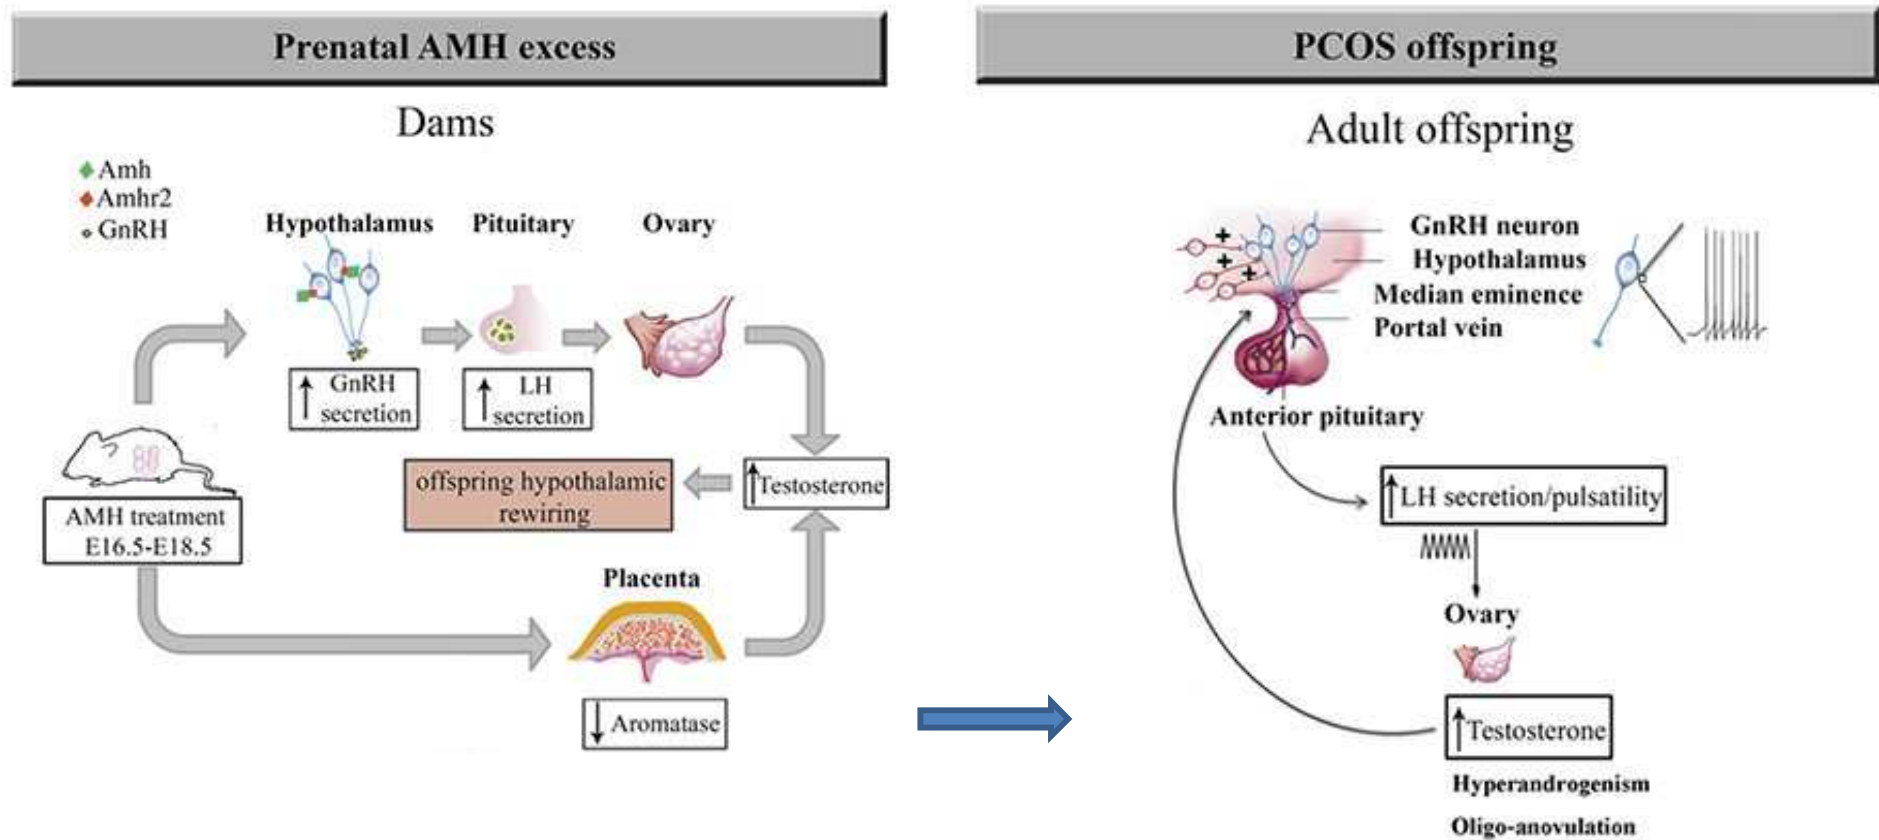 Prenatal AMH excess
Dams
Amh
Amhr2
GnRH
Hypothalamus
Pituitary
Ovary
GnRH
secretion
LH
secretion
AMH treatment
E16.5-E18.5
offspring hypothalamic
rewiring
Testosterone
Placenta
Aromatase
PCOS offspring
Adult offspring
+
+
+
GnRH neuron
Hypothalamus
Median eminence
Portal vein
Anterior pituitary
LH secretion/pulsatility
Ovary
Testosterone
Hyperandrogenism
Oligo-anovulation